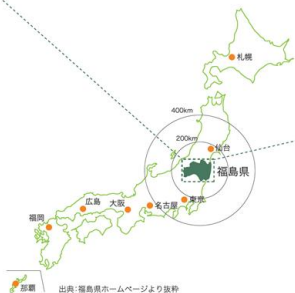 札幌
400km
200km
仙台
福島県
東京
名古屋
大阪
広島
福岡
那覇
出典:福島県ホームページより抜粋